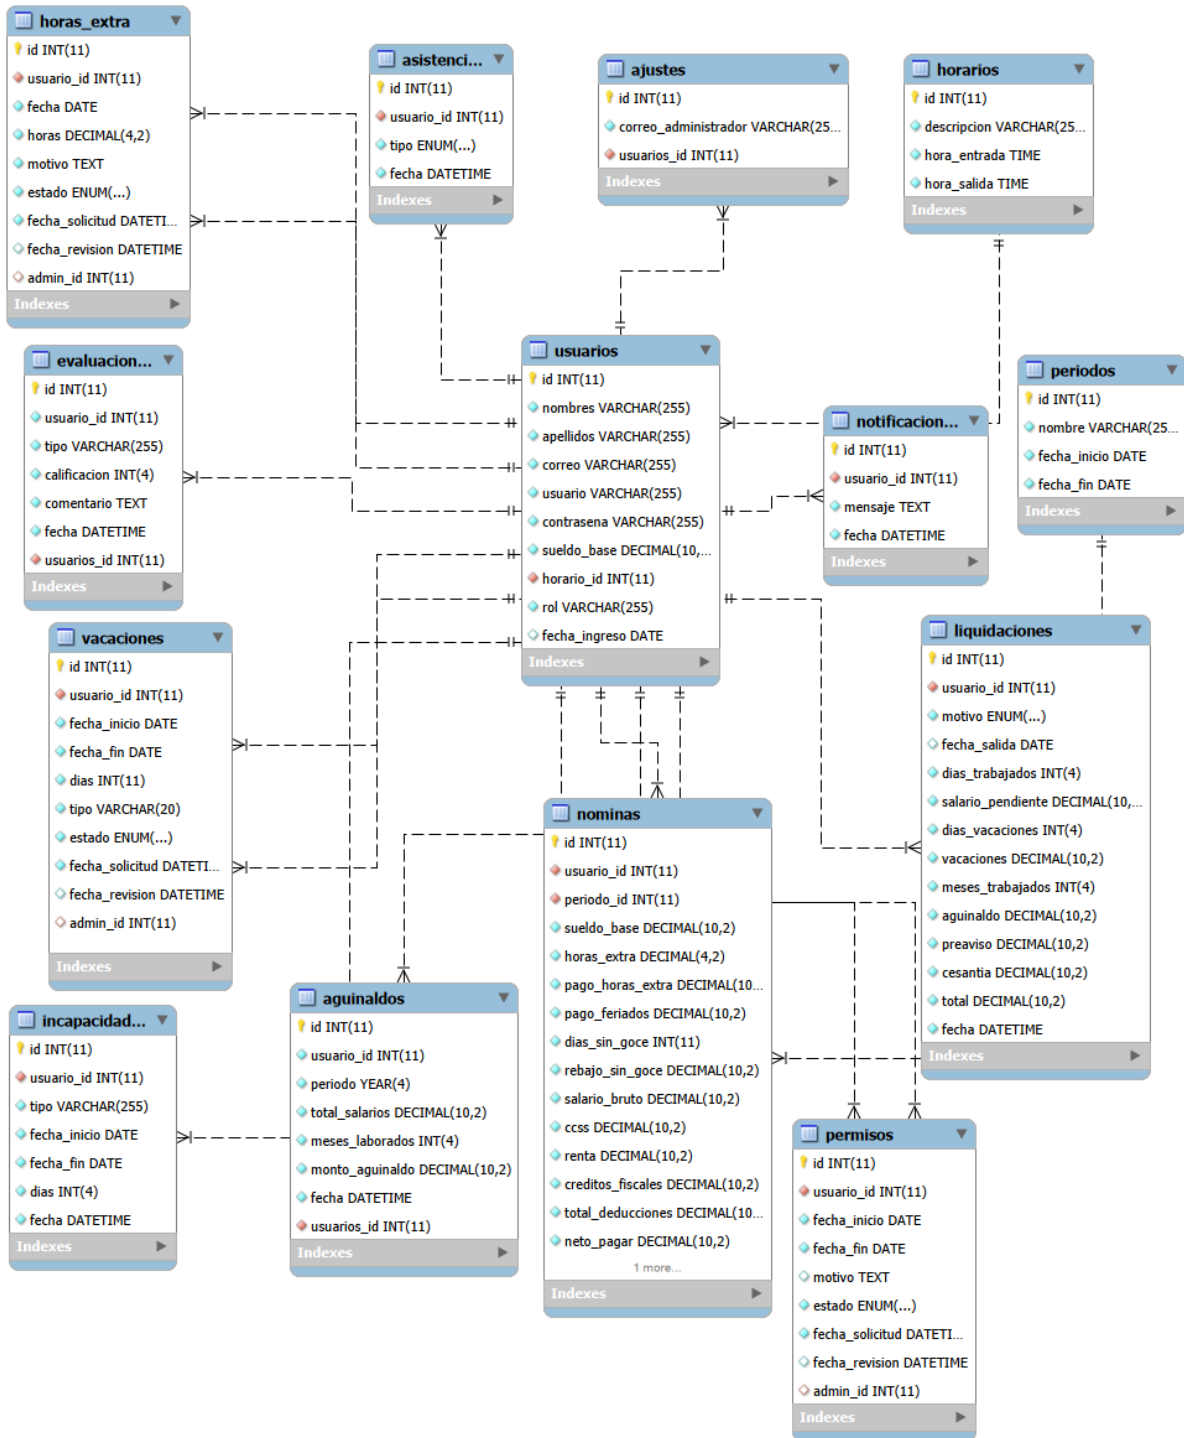 horas_extra
id INT(11)
usuario_id INT(11)
fecha DATE
horas DECIMAL(4,2)
motivo TEXT
estado ENUM(...)
fecha_solicitud DATETI...
fecha_revision DATETIME
admin_id INT(11)
Indexes
asistenci...
id INT(11)
usuario_id INT(11)
tipo ENUM(...)
fecha DATETIME
Indexes
ajustes
id INT(11)
correo_administrador VARCHAR(25...
usuarios_id INT(11)
Indexes
horarios
id INT(11)
descripcion VARCHAR(25...
hora_entrada TIME
hora_salida TIME
Indexes
evaluacion...
id INT(11)
usuario_id INT(11)
tipo VARCHAR(255)
calificacion INT(4)
comentario TEXT
fecha DATETIME
usuarios_id INT(11)
Indexes
usuarios
id INT(11)
nombres VARCHAR(255)
apellidos VARCHAR(255)
correo VARCHAR(255)
usuario VARCHAR(255)
contrasena VARCHAR(255)
sueldo_base DECIMAL(10,...
horario_id INT(11)
rol VARCHAR(255)
fecha_ingreso DATE
Indexes
notificacion...
id INT(11)
usuario_id INT(11)
mensaje TEXT
fecha DATETIME
Indexes
periodos
id INT(11)
nombre VARCHAR(25...
fecha_inicio DATE
fecha_fin DATE
Indexes
vacaciones
id INT(11)
usuario_id INT(11)
fecha_inicio DATE
fecha_fin DATE
dias INT(11)
tipo VARCHAR(20)
estado ENUM(...)
fecha_solicitud DATETI...
fecha_revision DATETIME
admin_id INT(11)
Indexes
liquidaciones
id INT(11)
usuario_id INT(11)
motivo ENUM(...)
fecha_salida DATE
dias_trabajados INT(4)
salario_pendiente DECIMAL(10,...
dias_vacaciones INT(4)
vacaciones DECIMAL(10,2)
meses_trabajados INT(4)
aguinaldo DECIMAL(10,2)
preaviso DECIMAL(10,2)
cesantia DECIMAL(10,2)
total DECIMAL(10,2)
fecha DATETIME
Indexes
nominas
id INT(11)
usuario_id INT(11)
periodo_id INT(11)
sueldo_base DECIMAL(10,2)
horas_extra DECIMAL(4,2)
pago_horas_extra DECIMAL(10...
pago_feriados DECIMAL(10,2)
dias_sin_goce INT(11)
rebajo_sin_goce DECIMAL(10,2)
salario_bruto DECIMAL(10,2)
ccss DECIMAL(10,2)
renta DECIMAL(10,2)
creditos_fiscales DECIMAL(10,2)
total_deducciones DECIMAL(10...
neto_pagar DECIMAL(10,2)
1 more...
Indexes
incapacidad...
id INT(11)
usuario_id INT(11)
tipo VARCHAR(255)
fecha_inicio DATE
fecha_fin DATE
dias INT(4)
fecha DATETIME
Indexes
aguinaldos
id INT(11)
usuario_id INT(11)
periodo YEAR(4)
total_salarios DECIMAL(10,2)
meses_laborados INT(4)
monto_aguinaldo DECIMAL(10,2)
fecha DATETIME
usuarios_id INT(11)
Indexes
permisos
id INT(11)
usuario_id INT(11)
fecha_inicio DATE
fecha_fin DATE
motivo TEXT
estado ENUM(...)
fecha_solicitud DATETI...
fecha_revision DATETIME
admin_id INT(11)
Indexes